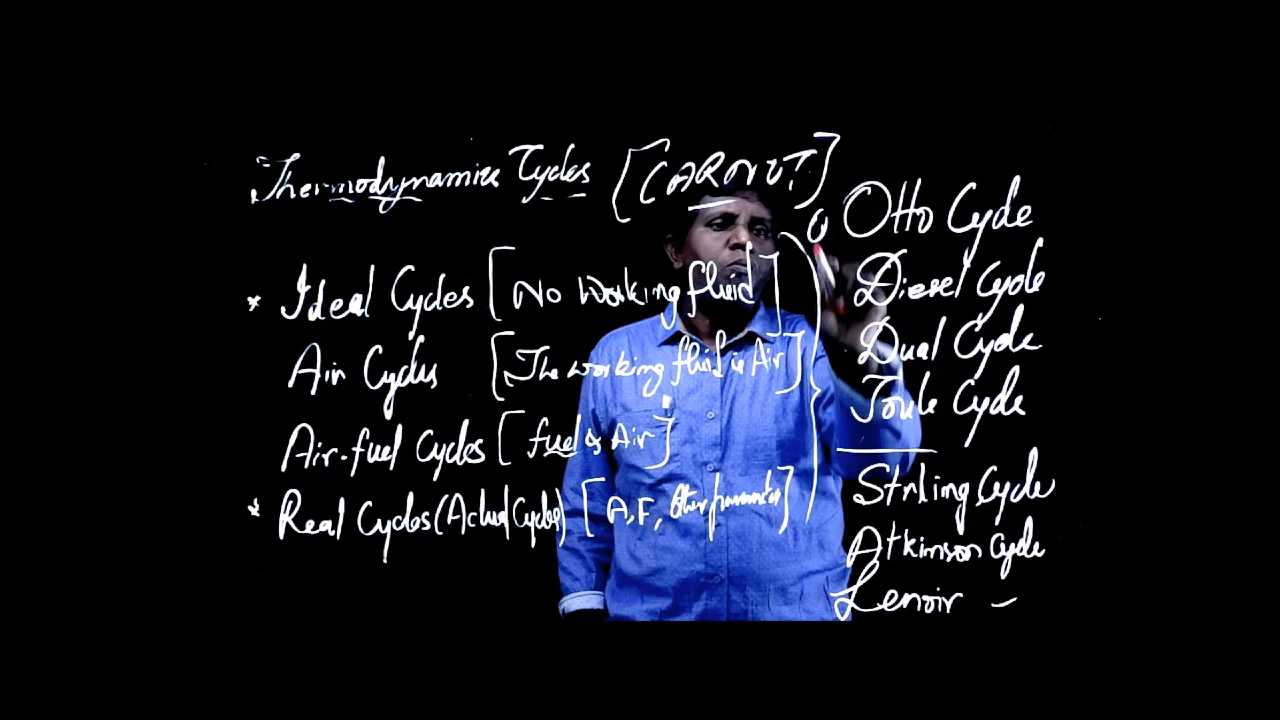 Thermodynamics Cycles [CARNOT]
* Ideal Cycles [No working fluid]
Air Cycles [The working fluid is Air]
Air-fuel Cycles [fuel & Air]
* Real Cycles (Actual Cycles) [A, F, Other parameters]
Otto Cycle
Diesel Cycle
Dual Cycle
Joule Cycle
Strling Cycle
Atkinson Cycle
Lenoir -